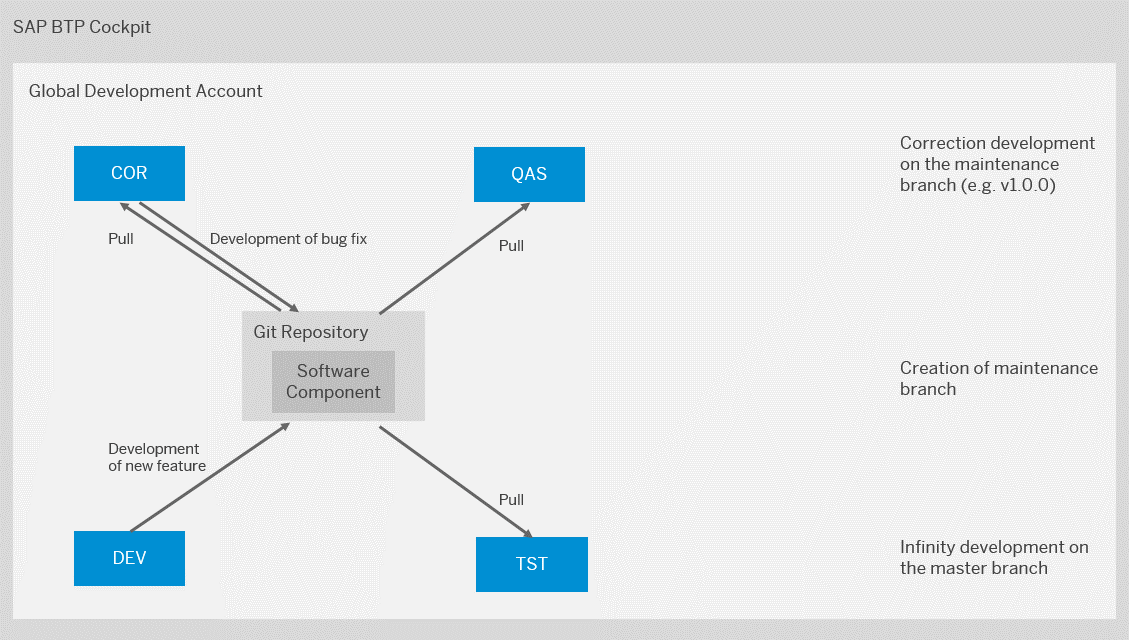 SAP BTP Cockpit
Global Development Account
COR
QAS
Correction development
on the maintenance
branch (e.g. v1.0.0)
Pull
Development of bug fix
Pull
Git Repository
Software
Component
Creation of maintenance
branch
Development
of new feature
Pull
DEV
TST
Infinity development on
the master branch